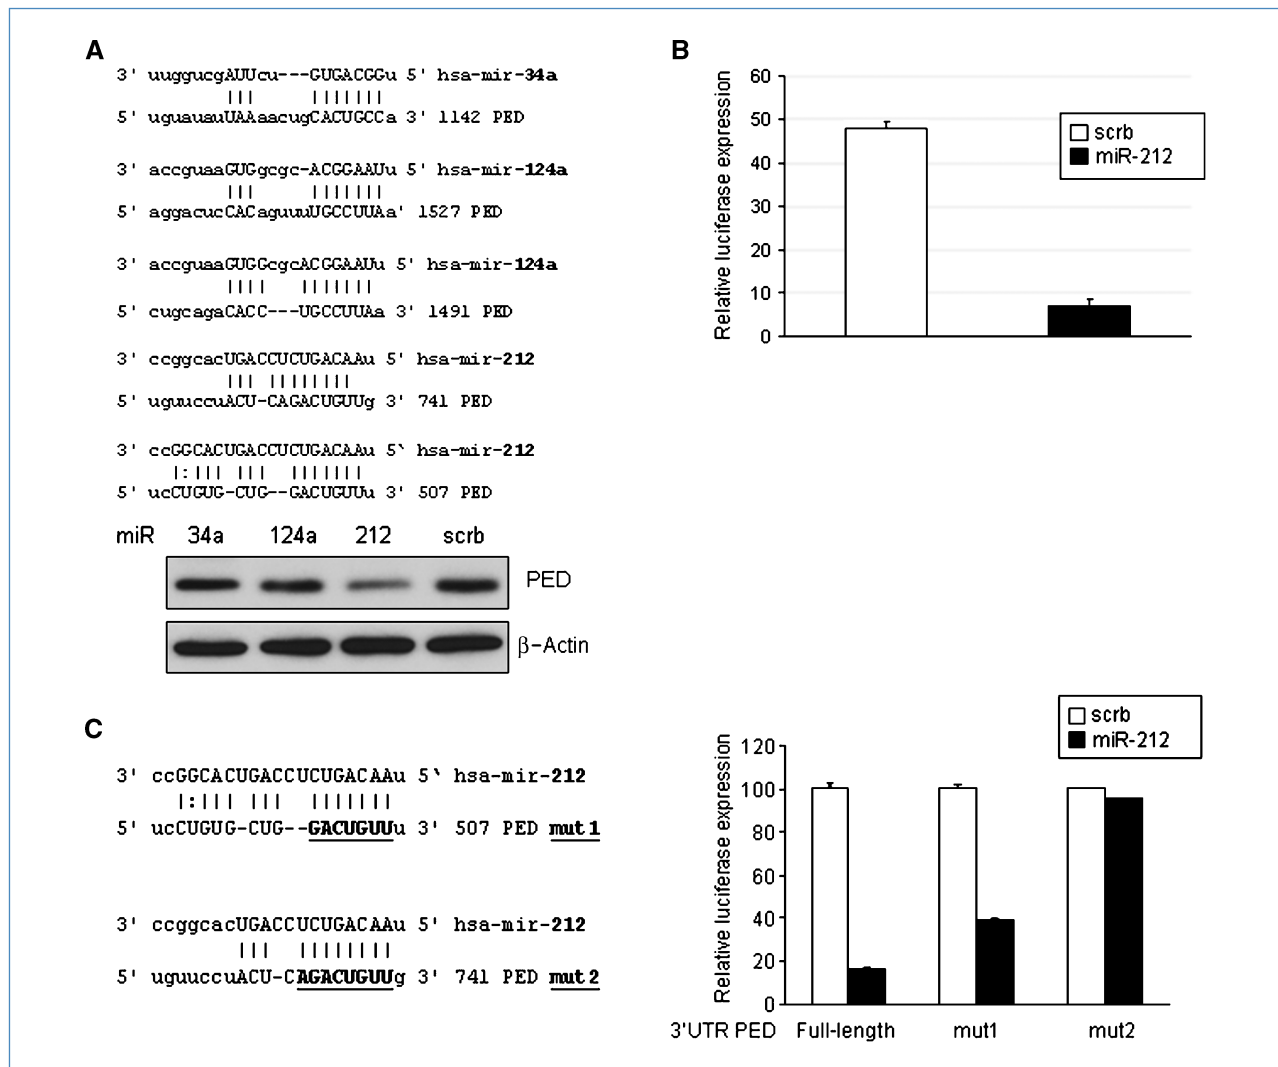 A
3' uuggucgAUUcu---GUGACGGu 5' hsa-mir-34a
||| |||||||
5' uguauauUAAaacugCACUGCCa 3' 1142 PED
3' accguaaGUGgcgc-ACGGAAUu 5' hsa-mir-124a
||| |||||||
5' aggacucCACaguuuUGCCUUAa' 1527 PED
3' accguaaGUGGcgcACGGAAUu 5' hsa-mir-124a
|||| |||||||
5' cugcagaCACC---UGCCUUAa 3' 1491 PED
3' ccggcacUGACCUCUGACAAu 5' hsa-mir-212
||| ||||||||
5' uguuccuACU-CAGACUGUUg 3' 741 PED
3' ccGGCACUGACCUCUGACAAu 5` hsa-mir-212
|:||| ||| |||||||
5' ucCUGUG-CUG--GACUGUUu 3' 507 PED
miR 34a 124a 212 scrb
PED
β-Actin
B
Relative luciferase expression
60
50
40
30
20
10
0
scrb
miR-212
C
3' ccGGCACUGACCUCUGACAAu 5` hsa-mir-212
|:||| ||| |||||||
5' ucCUGUG-CUG--GACUGUUu 3' 507 PED mut1
3' ccggcacUGACCUCUGACAAu 5' hsa-mir-212
||| ||||||||
5' uguuccuACU-CAGACUGUUg 3' 741 PED mut2
scrb
miR-212
Relative luciferase expression
120
100
80
60
40
20
0
3'UTR PED Full-length mut1 mut2